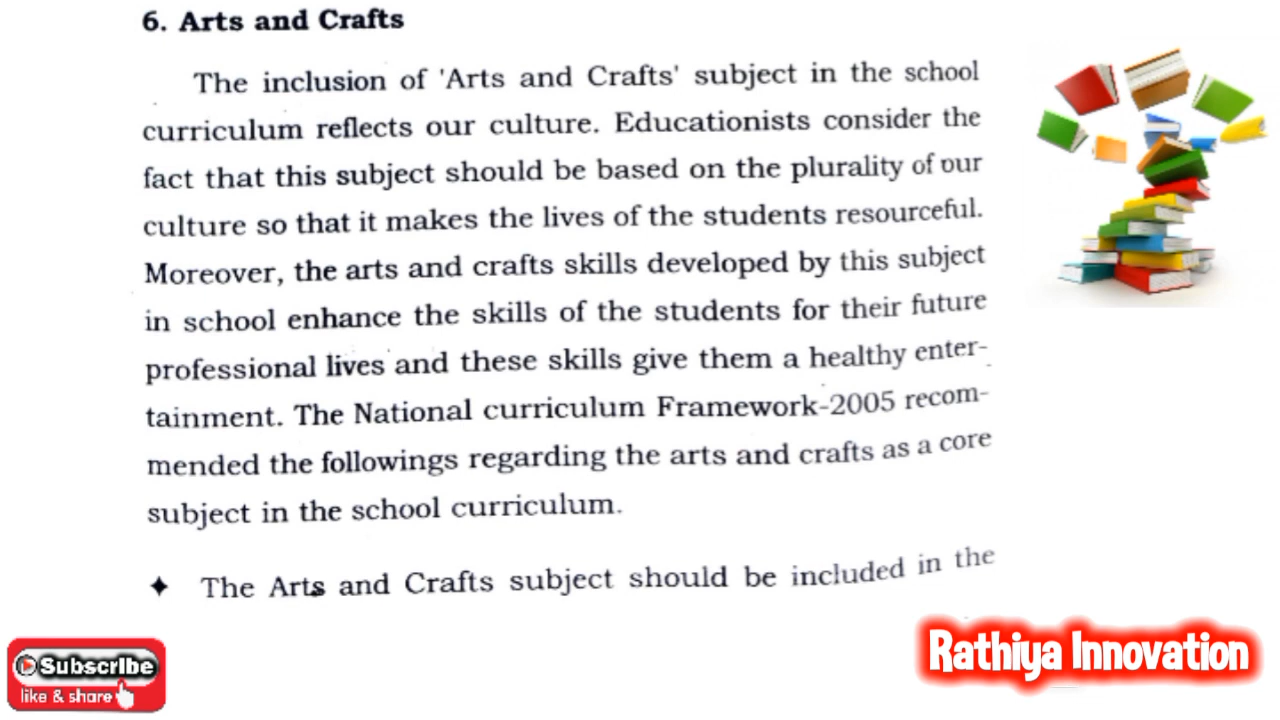 6. Arts and Crafts
The inclusion of 'Arts and Crafts' subject in the school
curriculum reflects our culture. Educationists consider the
fact that this subject should be based on the plurality of our
culture so that it makes the lives of the students resourceful.
Moreover, the arts and crafts skills developed by this subject
in school enhance the skills of the students for their future
professional lives and these skills give them a healthy enter-
tainment. The National curriculum Framework-2005 recom-
mended the followings regarding the arts and crafts as a core
subject in the school curriculum.
✦ The Arts and Crafts subject should be included in the
Subscribe
like & share
Rathiya Innovation